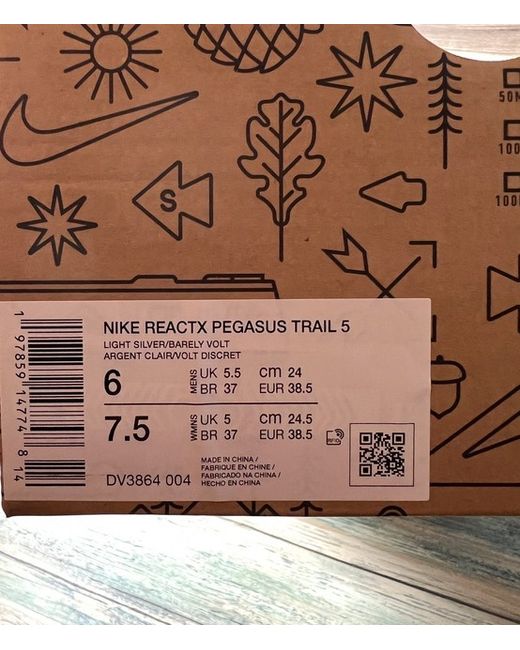 S
50M
100
100
NIKE REACTX PEGASUS TRAIL 5
LIGHT SILVER/BARELY VOLT
ARGENT CLAIR/VOLT DISCRET
6 MENS UK 5.5 cm 24
BR 37 EUR 38.5
7.5 WMNS UK 5 cm 24.5
BR 37 EUR 38.5
MADE IN CHINA /
FABRIQUE EN CHINE /
FABRICADO NA CHINA /
HECHO EN CHINA
DV3864 004
1 97859 14774 8 14